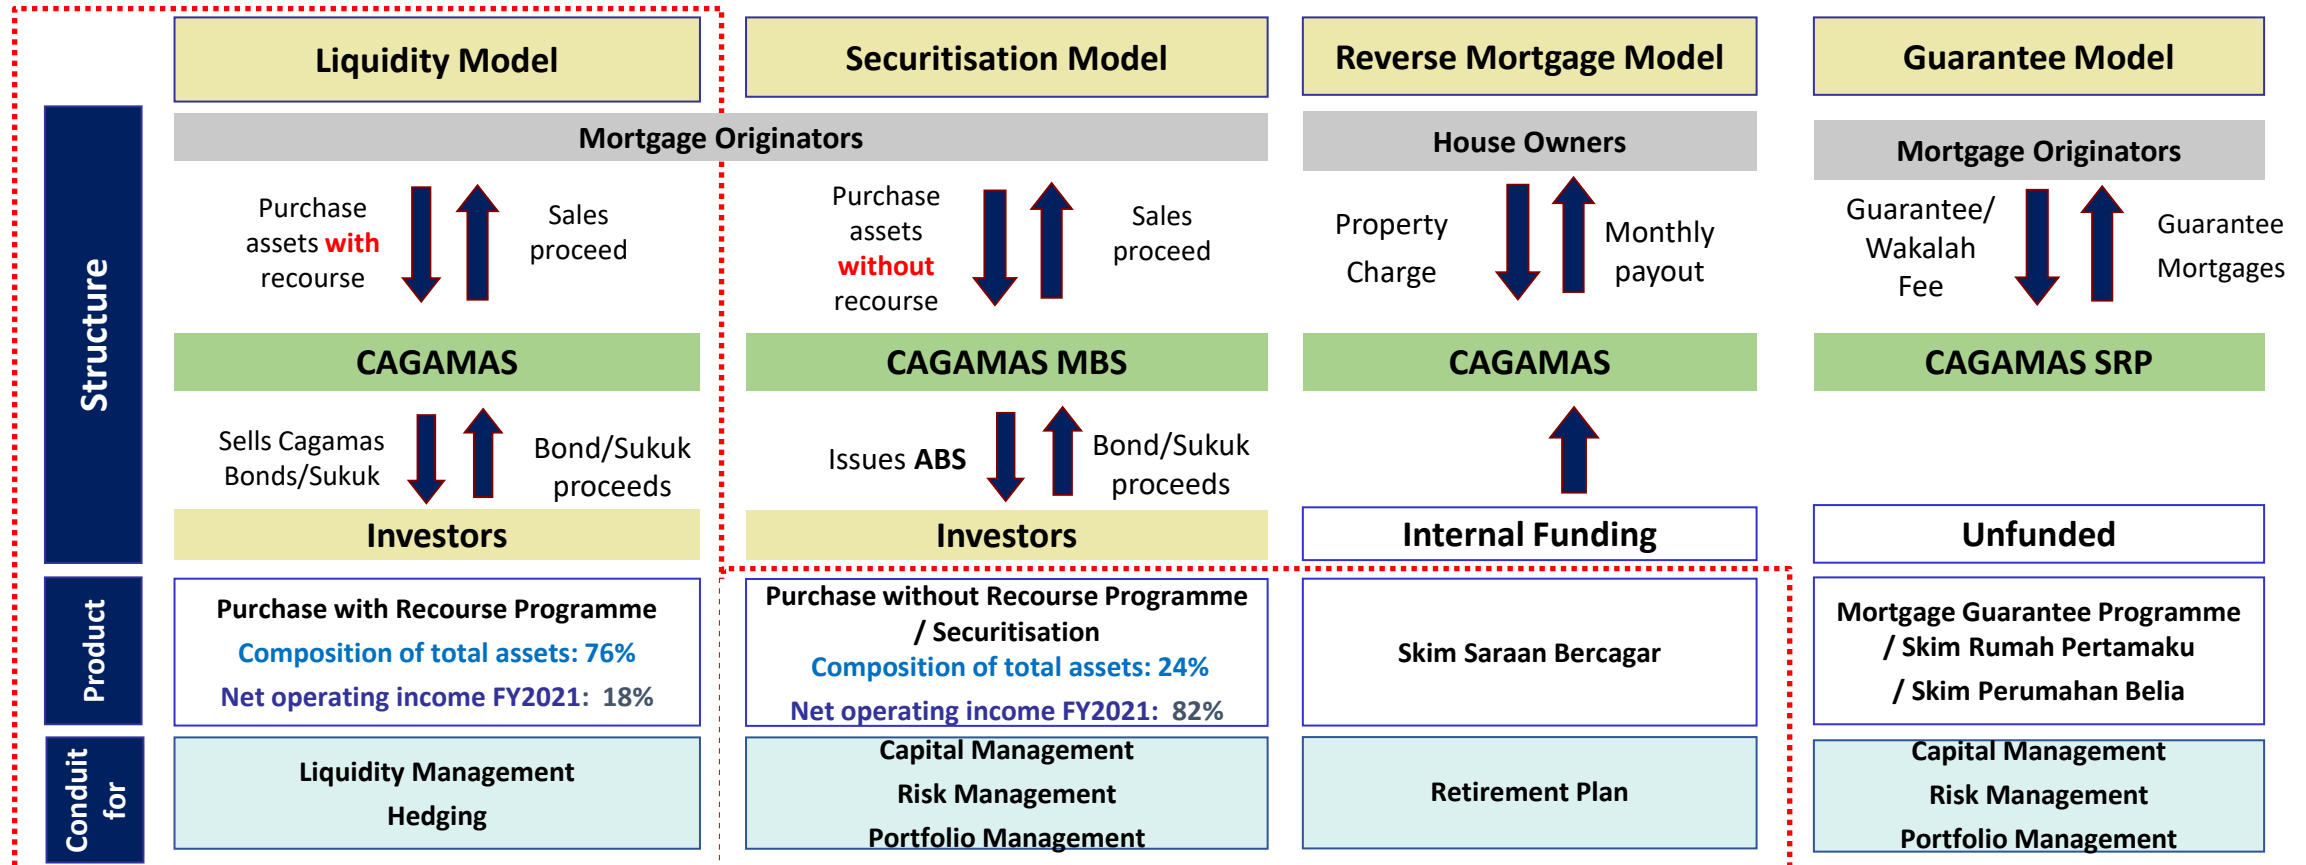 Liquidity Model
Securitisation Model
Reverse Mortgage Model
Guarantee Model
Structure
Mortgage Originators
House Owners
Mortgage Originators
Purchase
assets with
recourse
Sales
proceed
Purchase
assets
without
recourse
Sales
proceed
Property
Charge
Monthly
payout
Guarantee/
Wakalah
Fee
Guarantee
Mortgages
CAGAMAS
CAGAMAS MBS
CAGAMAS
CAGAMAS SRP
Sells Cagamas
Bonds/Sukuk
Bond/Sukuk
proceeds
Issues ABS
Bond/Sukuk
proceeds
Investors
Investors
Internal Funding
Unfunded
Product
Purchase with Recourse Programme
Composition of total assets: 76%
Net operating income FY2021: 18%
Purchase without Recourse Programme
/ Securitisation
Composition of total assets: 24%
Net operating income FY2021: 82%
Skim Saraan Bercagar
Mortgage Guarantee Programme
/ Skim Rumah Pertamaku
/ Skim Perumahan Belia
Conduit
for
Liquidity Management
Hedging
Capital Management
Risk Management
Portfolio Management
Retirement Plan
Capital Management
Risk Management
Portfolio Management